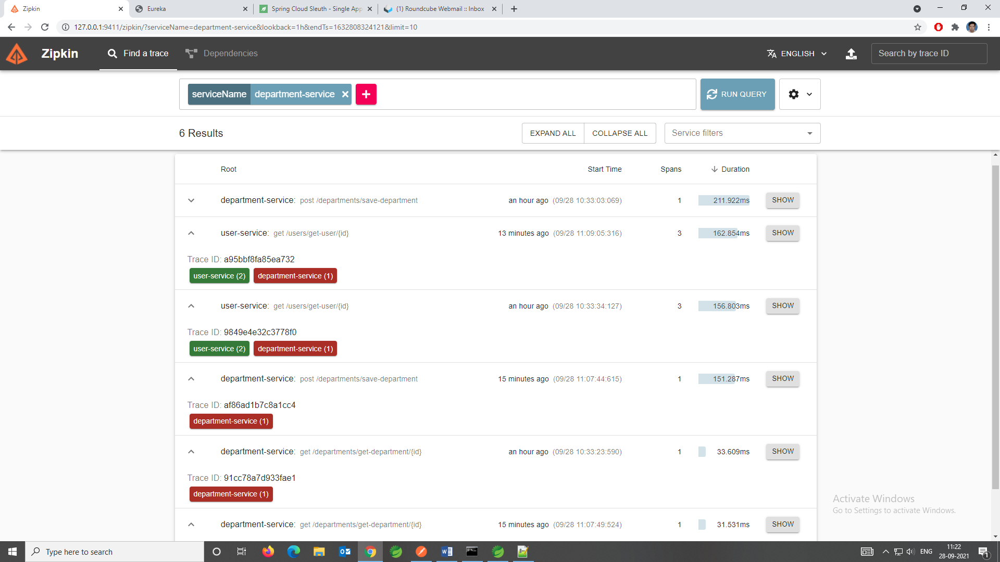 Zipkin
Eureka
Spring Cloud Sleuth - Single App
(1) Roundcube Webmail :: Inbox
127.0.0.1:9411/zipkin/?serviceName=department-service&lookback=1h&endTs=1632808324121&limit=10
Zipkin
Find a trace
Dependencies
ENGLISH
Search by trace ID
serviceName department-service
RUN QUERY
6 Results
EXPAND ALL
COLLAPSE ALL
Service filters
Root Start Time Spans Duration
department-service: post /departments/save-department an hour ago (09/28 10:33:03:069) 1 211.922ms SHOW
user-service: get /users/get-user/{id} 13 minutes ago (09/28 11:09:05:316) 3 162.854ms SHOW
Trace ID: a95bbf8fa85ea732
user-service (2) department-service (1)
user-service: get /users/get-user/{id} an hour ago (09/28 10:33:34:127) 3 156.803ms SHOW
Trace ID: 9849e4e32c3778f0
user-service (2) department-service (1)
department-service: post /departments/save-department 15 minutes ago (09/28 11:07:44:615) 1 151.287ms SHOW
Trace ID: af86ad1b7c8a1cc4
department-service (1)
department-service: get /departments/get-department/{id} an hour ago (09/28 10:33:23:590) 1 33.609ms SHOW
Trace ID: 91cc78a7d933fae1
department-service (1)
department-service: get /departments/get-department/{id} 15 minutes ago (09/28 11:07:49:524) 1 31.531ms SHOW
Activate Windows
Go to Settings to activate Windows.
Type here to search
ENG
11:22
28-09-2021
1